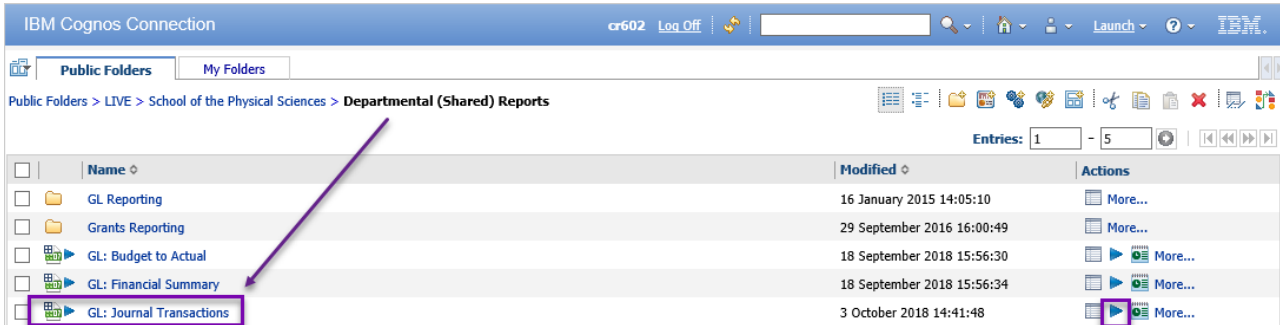 IBM Cognos Connection cr602 Log Off Launch IBM.
Public Folders My Folders
Public Folders > LIVE > School of the Physical Sciences > Departmental (Shared) Reports
Entries: 1 - 5
Name Modified Actions
GL Reporting 16 January 2015 14:05:10 More...
Grants Reporting 29 September 2016 16:00:49 More...
GL: Budget to Actual 18 September 2018 15:56:30 More...
GL: Financial Summary 18 September 2018 15:56:34 More...
GL: Journal Transactions 3 October 2018 14:41:48 More...